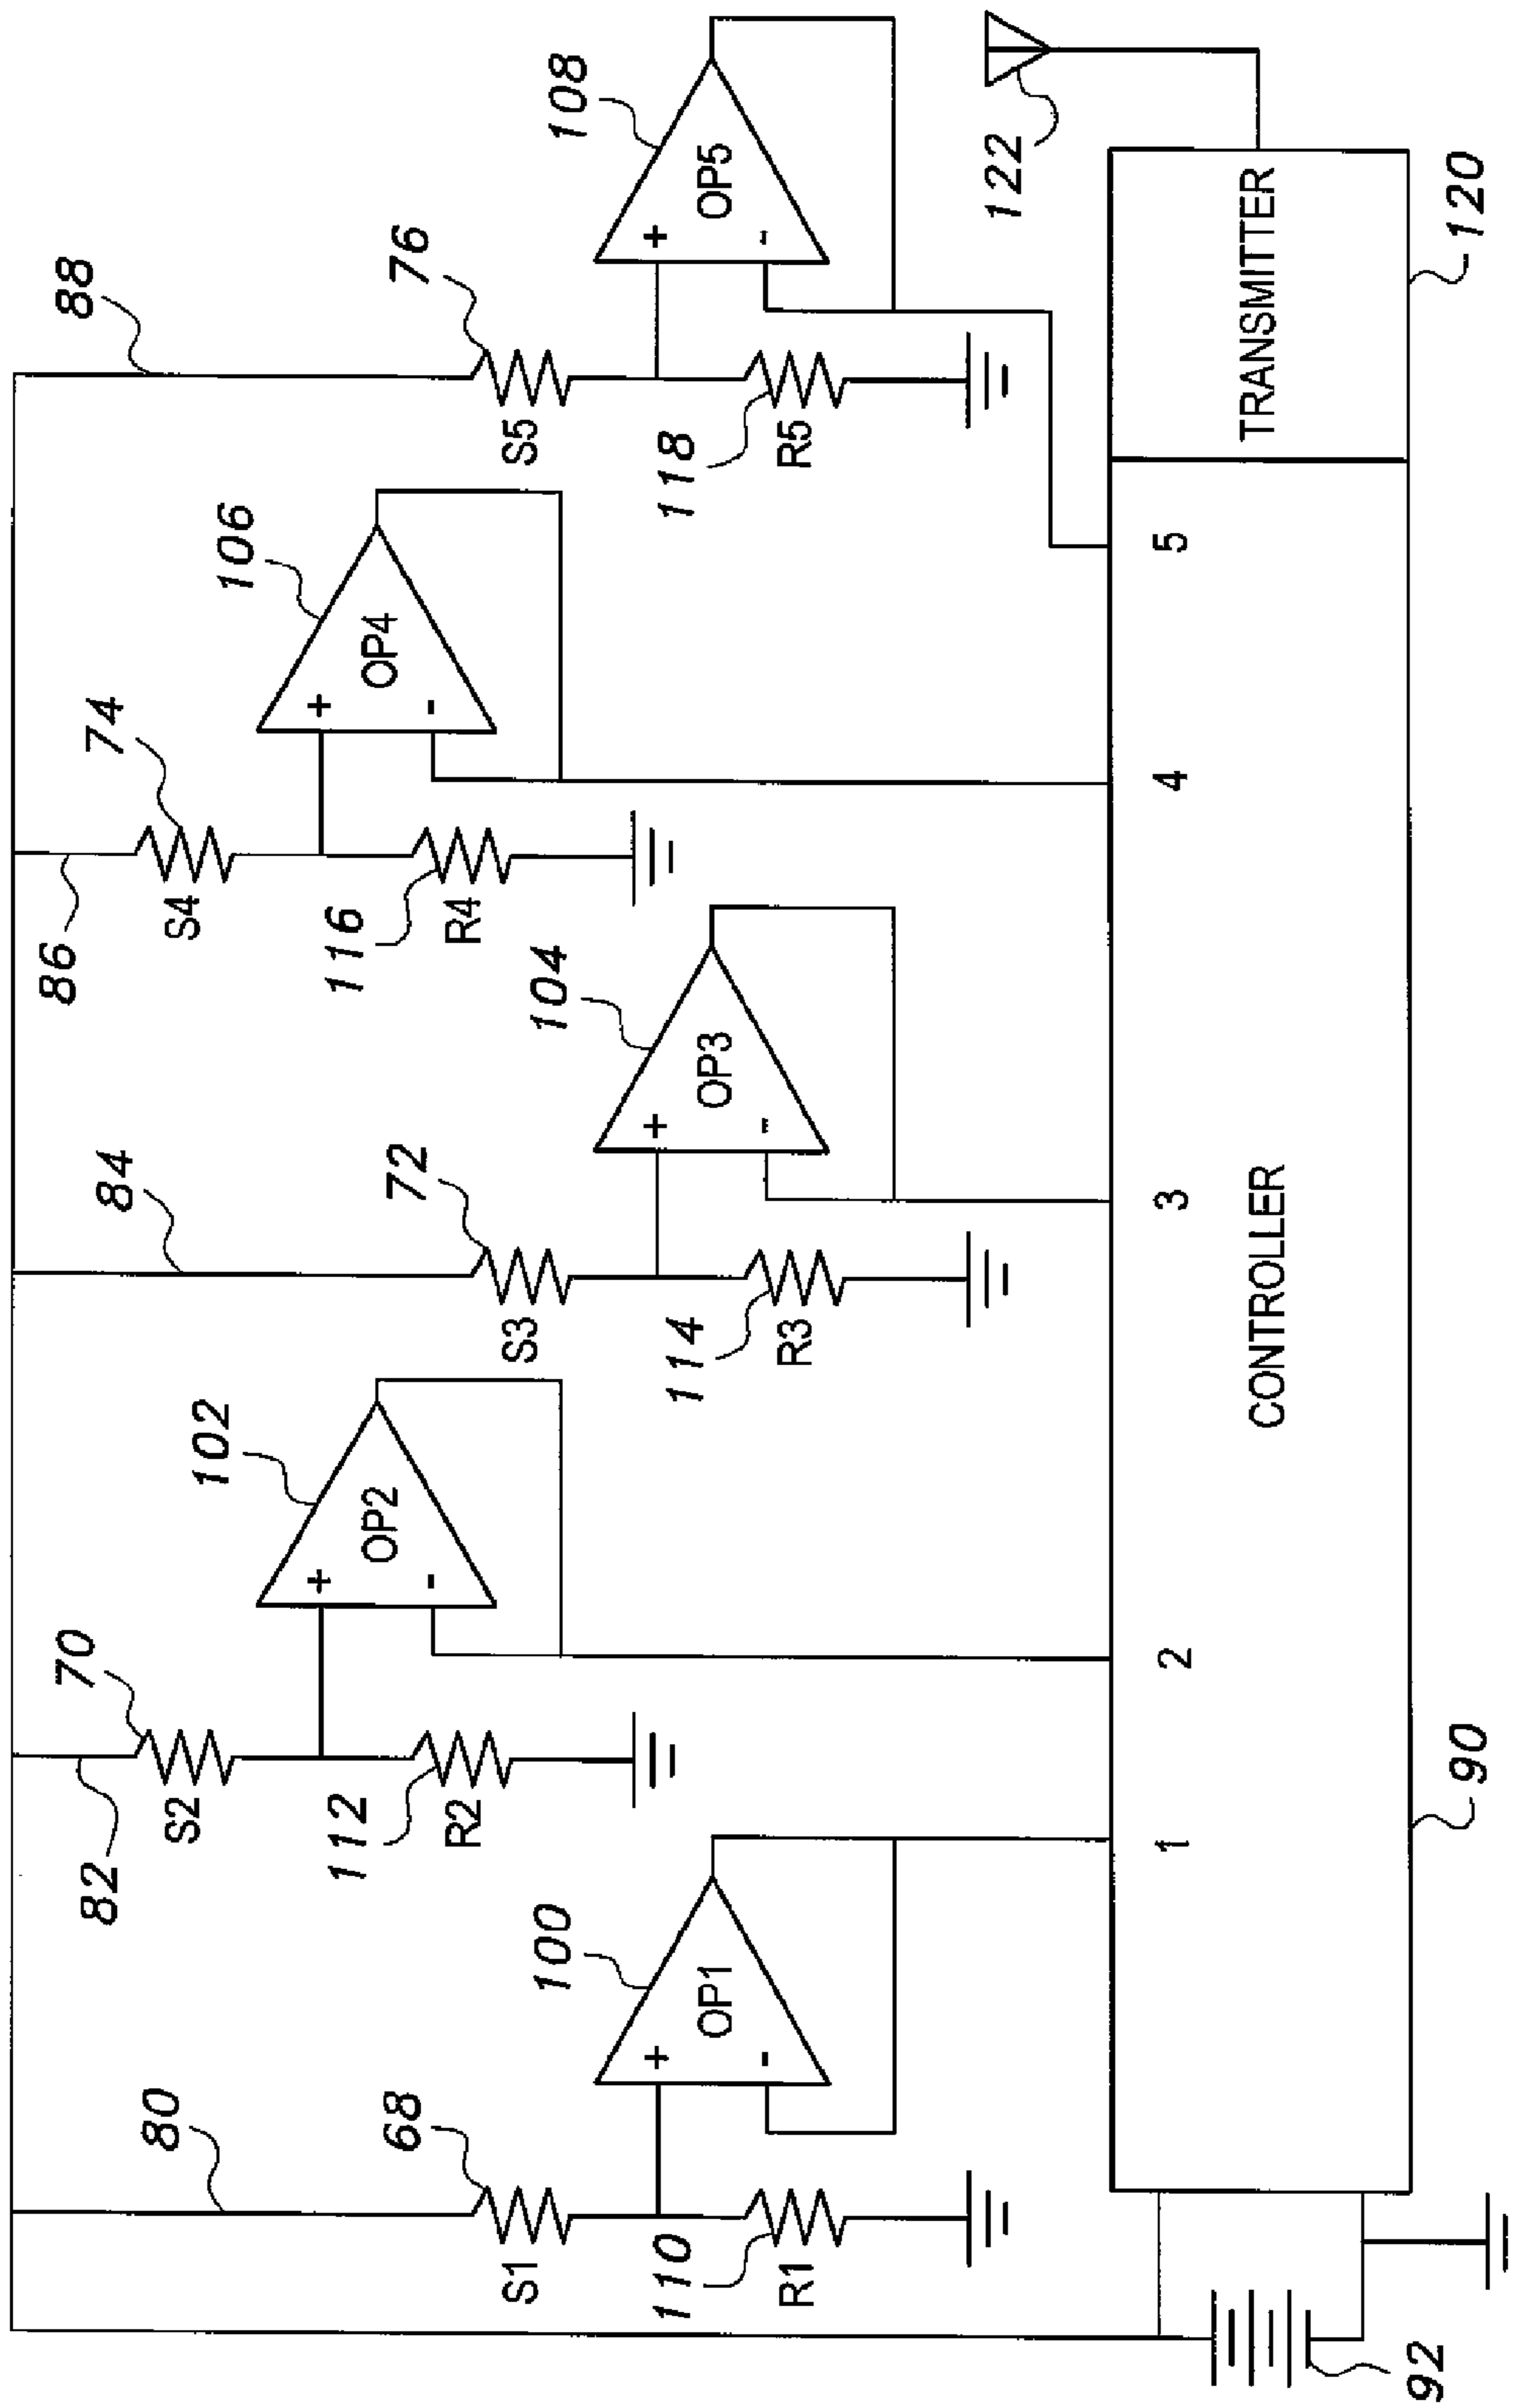 88
76
108
S5
118
R5
+
-
OP5
122
86
74
106
S4
116
R4
+
-
OP4
84
72
104
S3
114
R3
+
-
OP3
82
70
102
S2
112
R2
+
-
OP2
80
68
100
S1
110
R1
+
-
OP1
1
2
3
4
5
CONTROLLER
TRANSMITTER
92
90
120